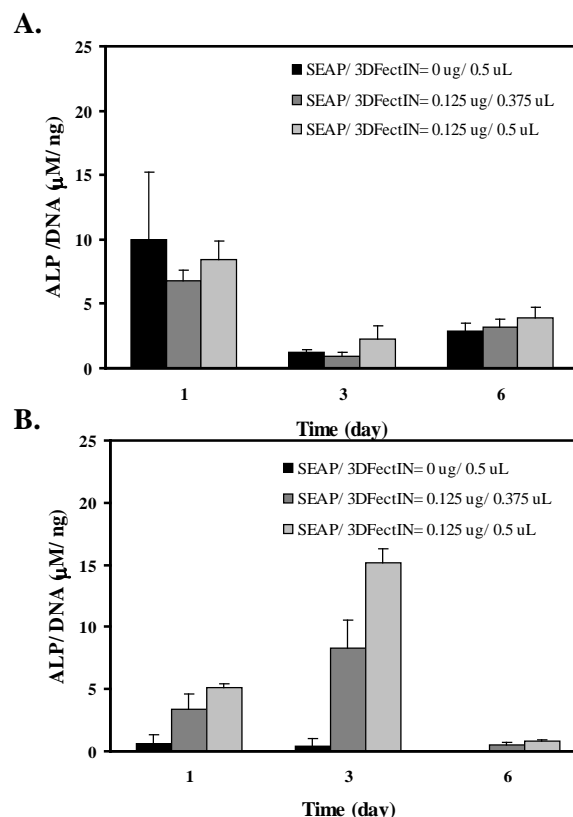 A.
25
20
15
10
5
0
ALP /DNA (μM/ ng)
SEAP/ 3DFectIN= 0 ug/ 0.5 uL
SEAP/ 3DFectIN= 0.125 ug/ 0.375 uL
SEAP/ 3DFectIN= 0.125 ug/ 0.5 uL
1 3 6
Time (day)
B.
25
20
15
10
5
0
ALP/ DNA (μM/ ng)
SEAP/ 3DFectIN= 0 ug/ 0.5 uL
SEAP/ 3DFectIN= 0.125 ug/ 0.375 uL
SEAP/ 3DFectIN= 0.125 ug/ 0.5 uL
1 3 6
Time (day)